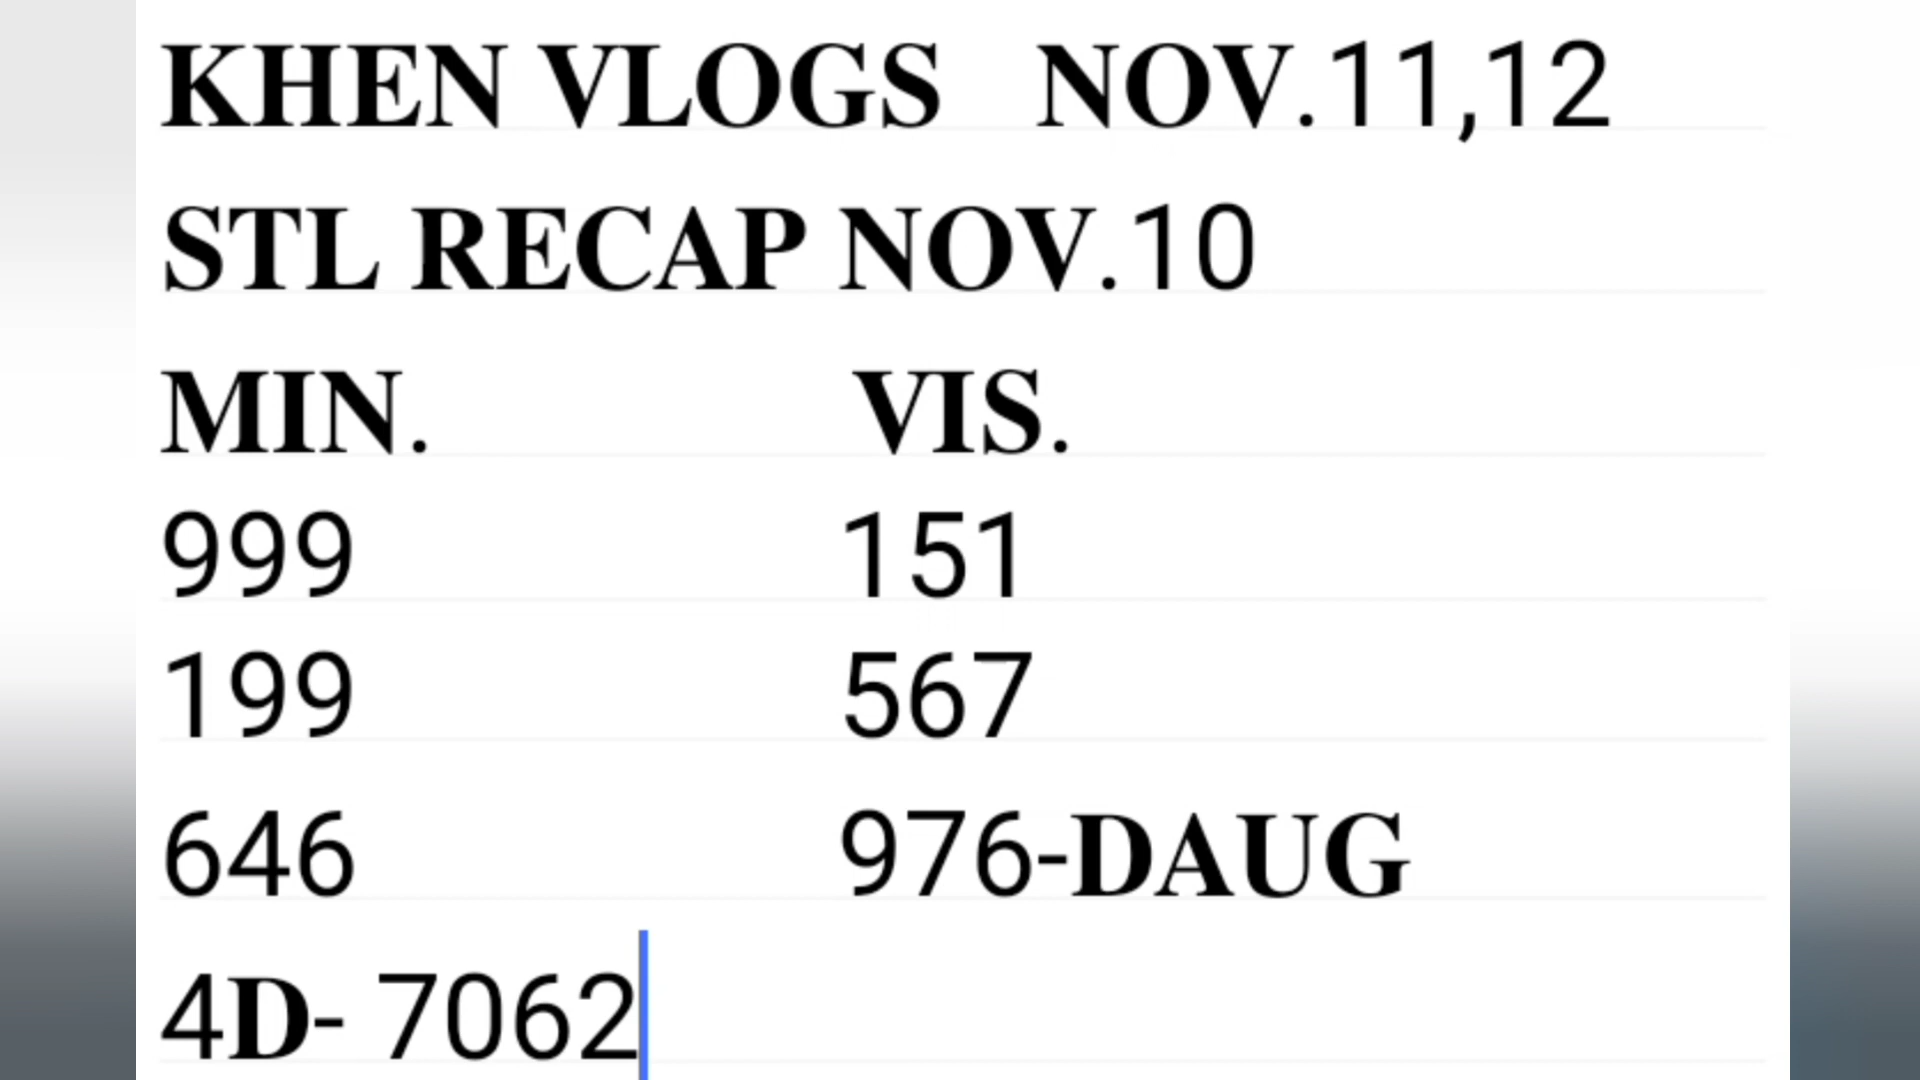 KHEN VLOGS NOV.11,12
STL RECAP NOV.10
MIN. VIS.
999 151
199 567
646 976-DAUG
4D- 7062